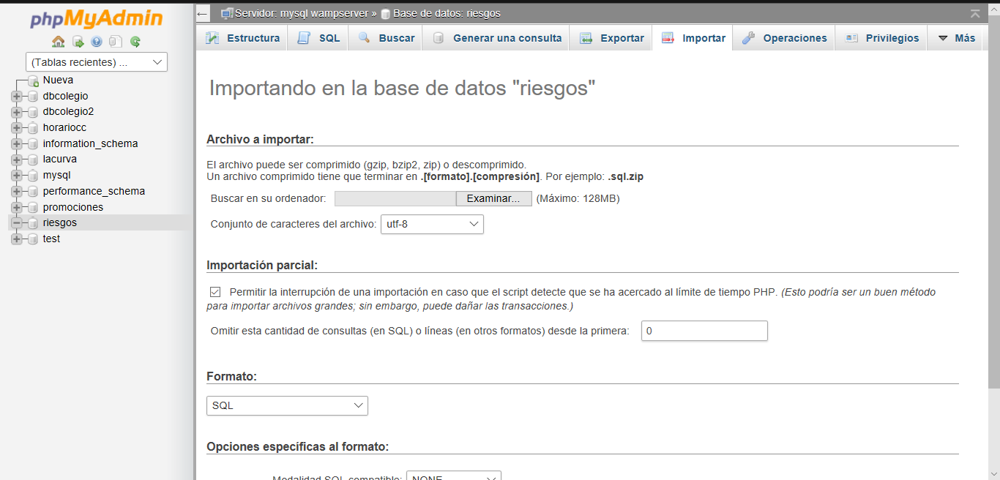 phpMyAdmin
(Tablas recientes) ...
Nueva
dbcolegio
dbcolegio2
horariocc
information_schema
lacurva
mysql
performance_schema
promociones
riesgos
test
Servidor: mysql wampserver » Base de datos: riesgos
Estructura SQL Buscar Generar una consulta Exportar Importar Operaciones Privilegios Más
Importando en la base de datos "riesgos"
Archivo a importar:
El archivo puede ser comprimido (gzip, bzip2, zip) o descomprimido.
Un archivo comprimido tiene que terminar en .[formato].[compresión]. Por ejemplo: .sql.zip
Buscar en su ordenador: Examinar... (Máximo: 128MB)
Conjunto de caracteres del archivo: utf-8
Importación parcial:
Permitir la interrupción de una importación en caso que el script detecte que se ha acercado al límite de tiempo PHP. (Esto podría ser un buen método
para importar archivos grandes; sin embargo, puede dañar las transacciones.)
Omitir esta cantidad de consultas (en SQL) o líneas (en otros formatos) desde la primera: 0
Formato:
SQL
Opciones específicas al formato:
Modalidad SQL compatible: NONE